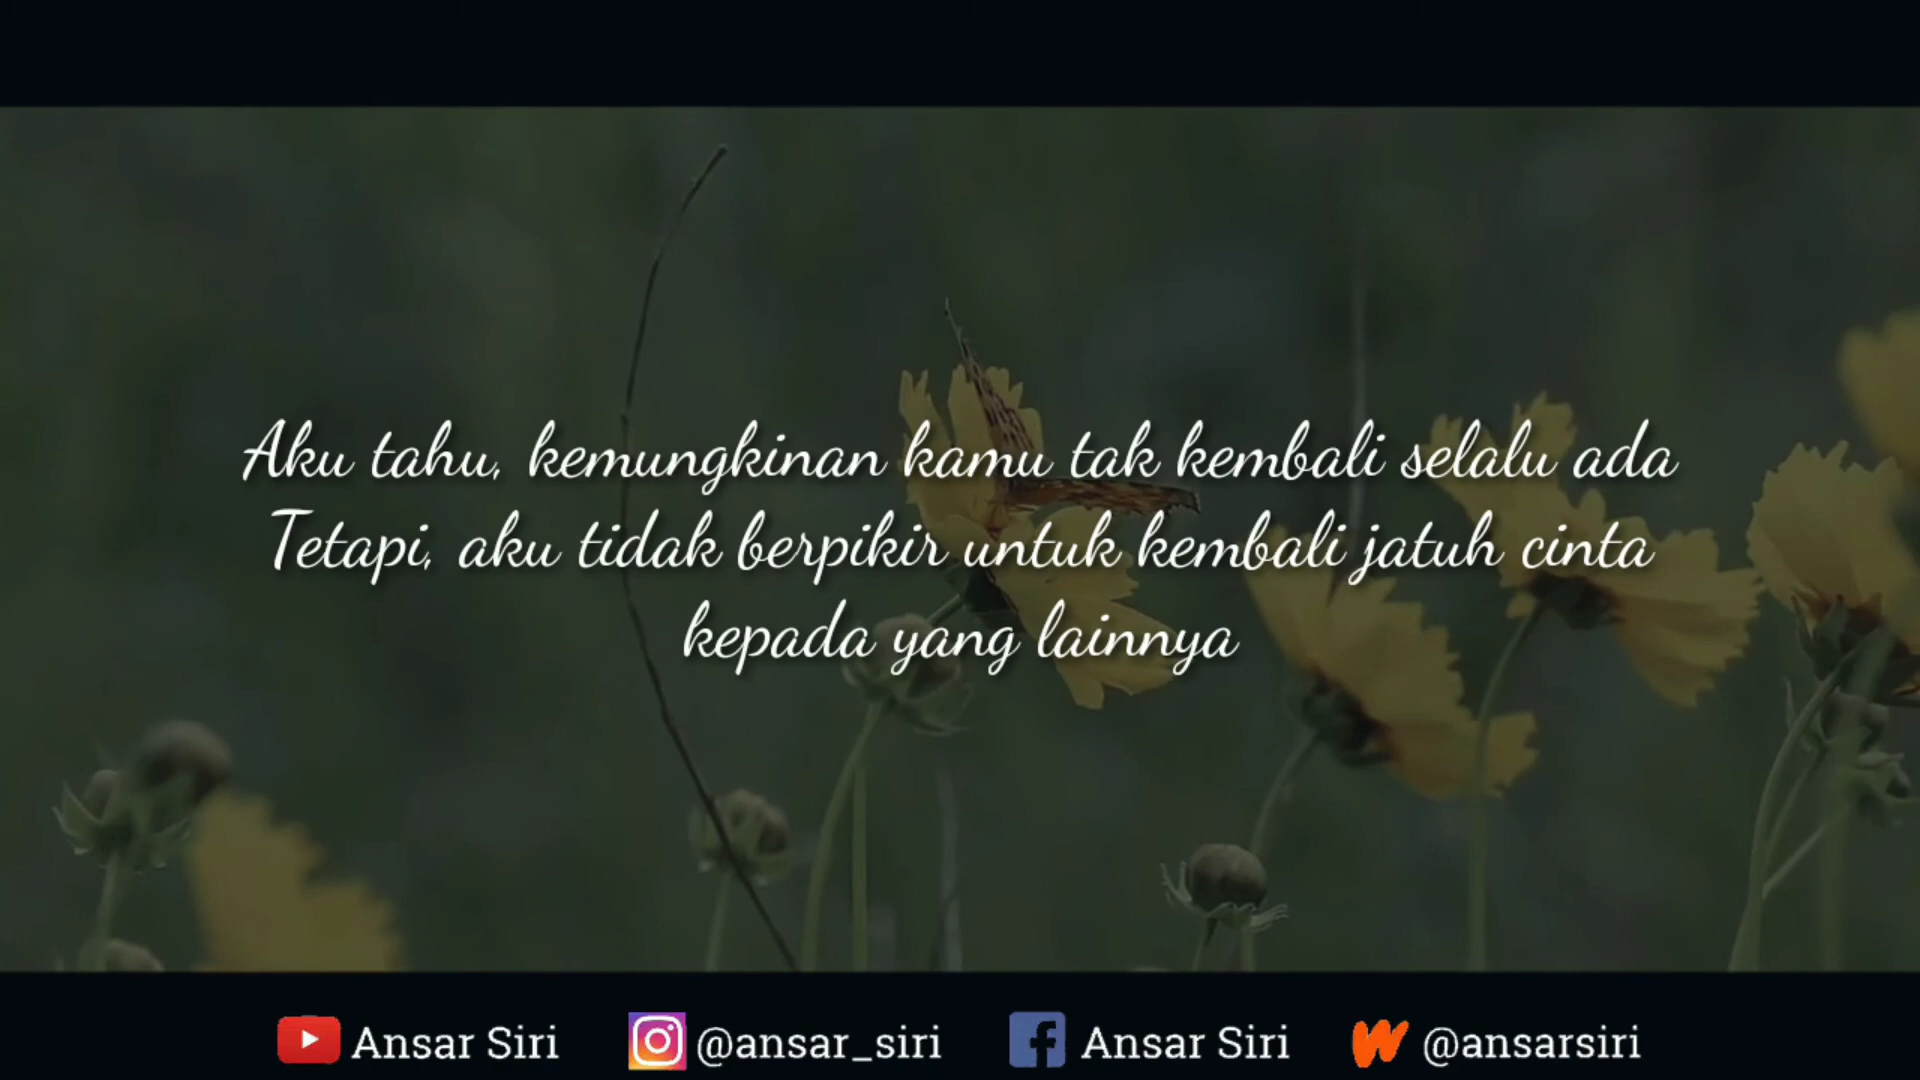 Aku tahu, kemungkinan kamu tak kembali selalu ada
Tetapi, aku tidak berpikir untuk kembali jatuh cinta
kepada yang lainnya
Ansar Siri @ansar_siri Ansar Siri @ansarsiri